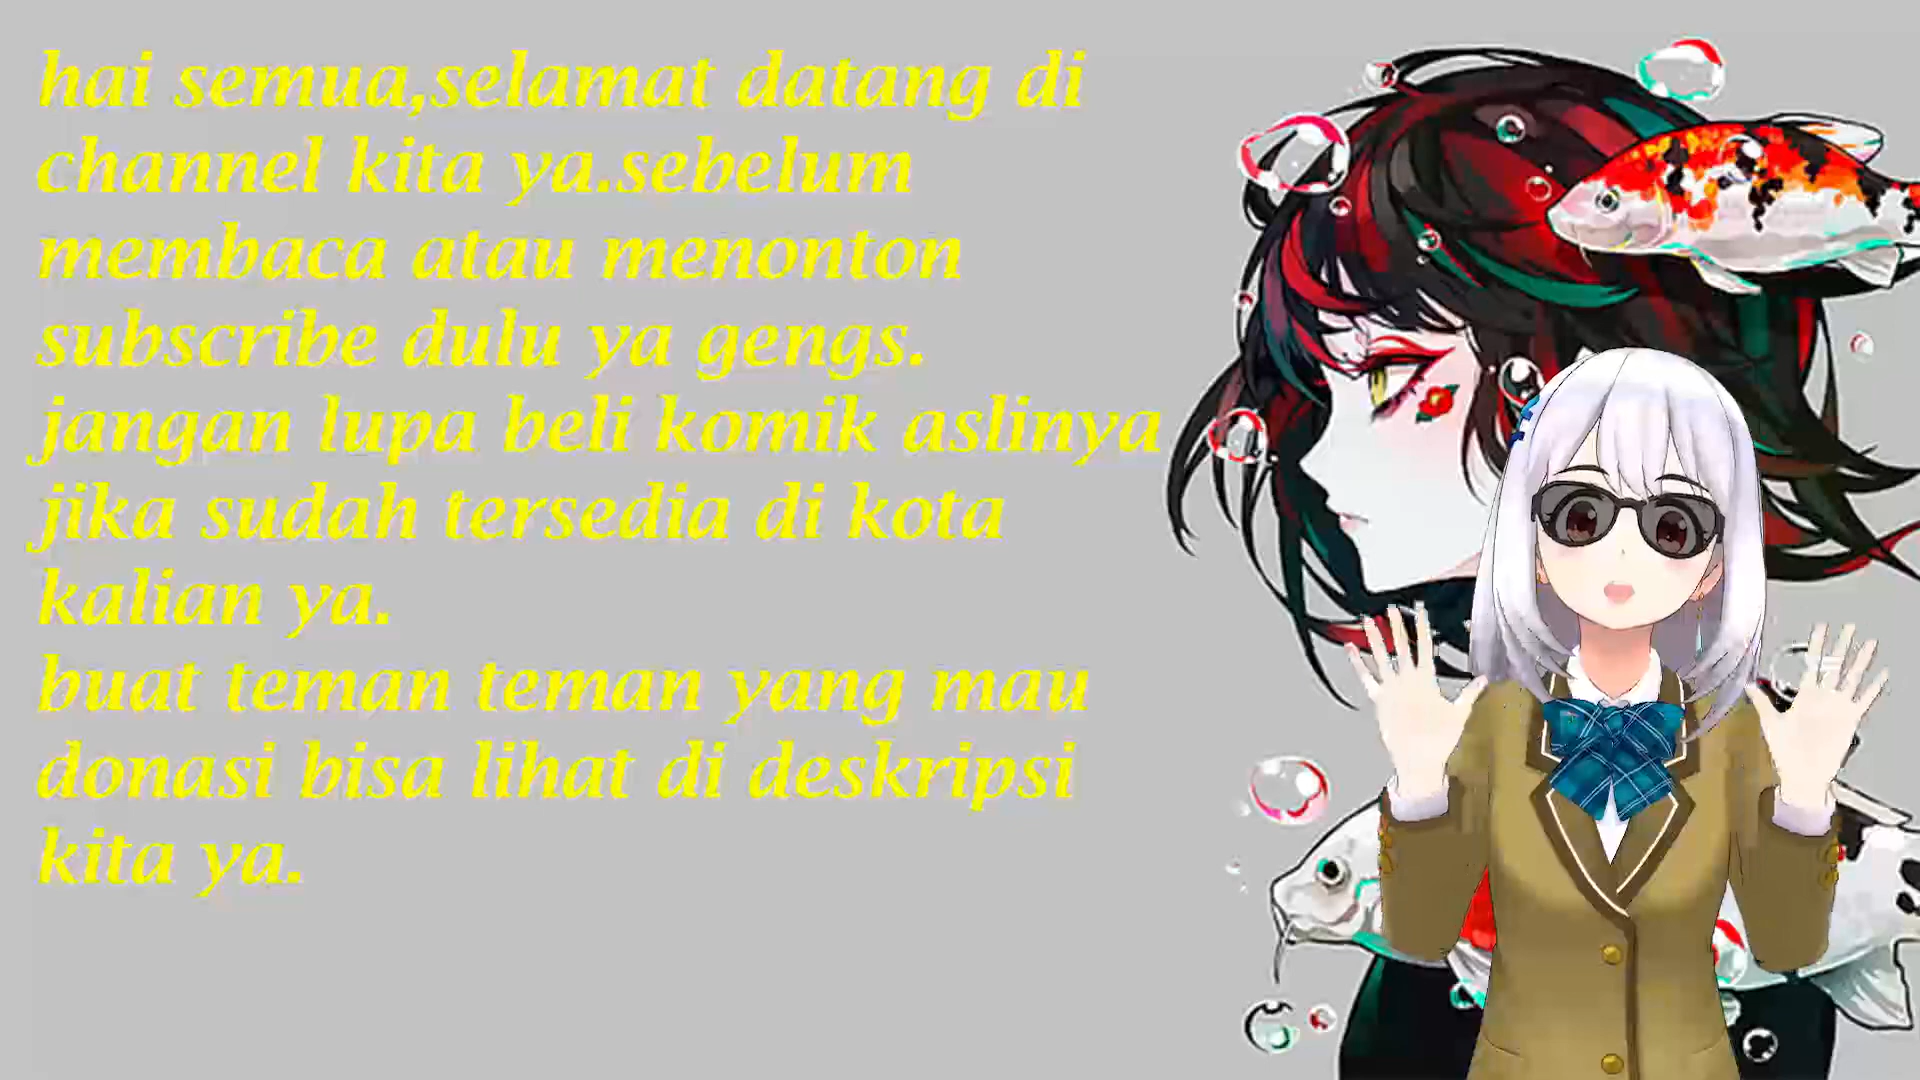 hai semua,selamat datang di
channel kita ya.sebelum
membaca atau menonton
subscribe dulu ya gengs.
jangan lupa beli komik aslinya
jika sudah tersedia di kota
kalian ya.
buat teman teman yang mau
donasi bisa lihat di deskripsi
kita ya.